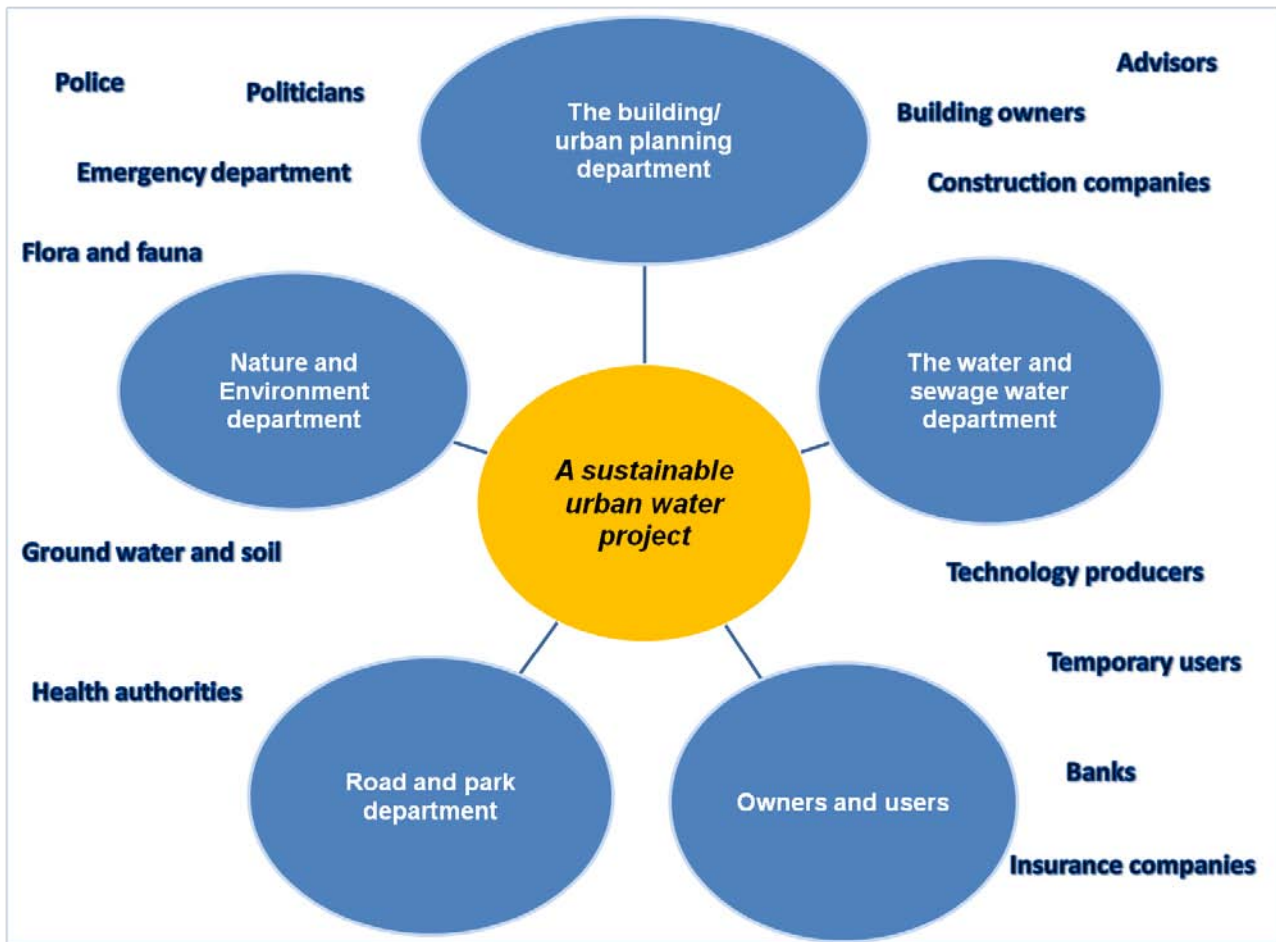 Police
Politicians
Emergency department
Flora and fauna
The building/
urban planning
department
Advisors
Building owners
Construction companies
Nature and
Environment
department
The water and
sewage water
department
A sustainable
urban water
project
Ground water and soil
Health authorities
Technology producers
Temporary users
Banks
Insurance companies
Road and park
department
Owners and users